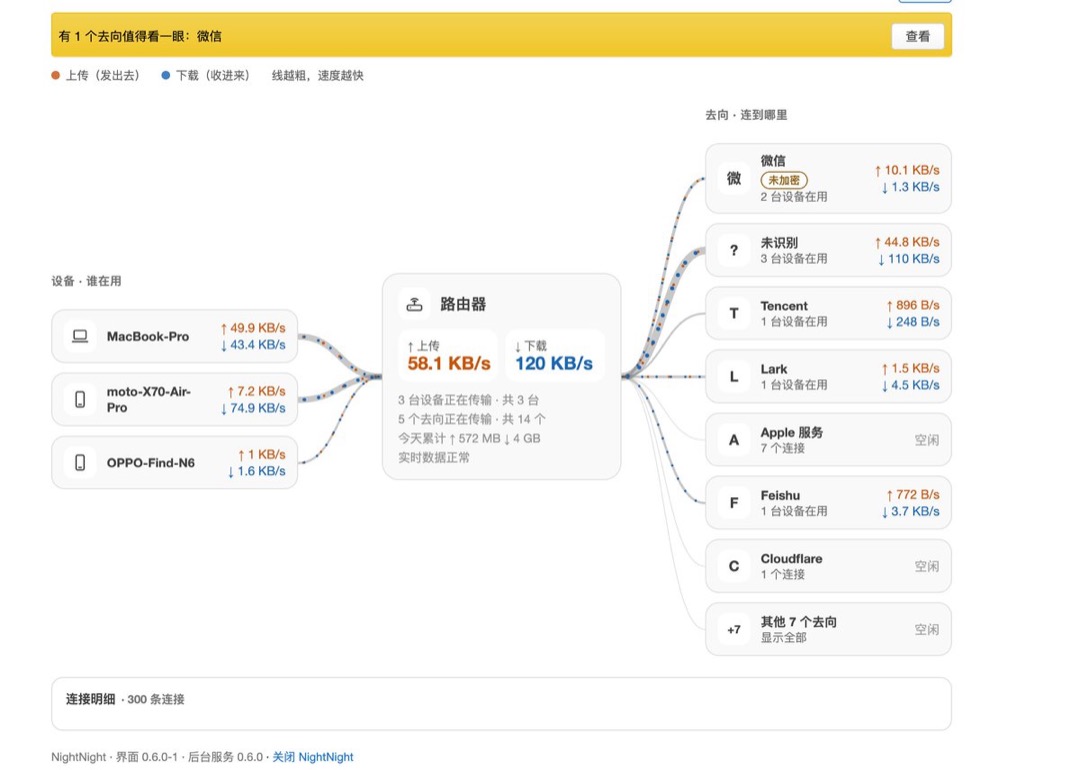 有 1 个去向值得看一眼：微信
查看
上传（发出去） 下载（收进来） 线越粗，速度越快
去向 · 连到哪里
微
微信
未加密
2 台设备在用
↑ 10.1 KB/s
↓ 1.3 KB/s
?
未识别
3 台设备在用
↑ 44.8 KB/s
↓ 110 KB/s
T
Tencent
1 台设备在用
↑ 896 B/s
↓ 248 B/s
L
Lark
1 台设备在用
↑ 1.5 KB/s
↓ 4.5 KB/s
A
Apple 服务
7 个连接
空闲
F
Feishu
1 台设备在用
↑ 772 B/s
↓ 3.7 KB/s
C
Cloudflare
1 个连接
空闲
+7
其他 7 个去向
显示全部
空闲
设备 · 谁在用
MacBook-Pro
↑ 49.9 KB/s
↓ 43.4 KB/s
moto-X70-Air-
Pro
↑ 7.2 KB/s
↓ 74.9 KB/s
OPPO-Find-N6
↑ 1 KB/s
↓ 1.6 KB/s
路由器
↑ 上传
58.1 KB/s
↓ 下载
120 KB/s
3 台设备正在传输 · 共 3 台
5 个去向正在传输 · 共 14 个
今天累计 ↑ 572 MB ↓ 4 GB
实时数据正常
连接明细 · 300 条连接
NightNight · 界面 0.6.0-1 · 后台服务 0.6.0 · 关闭 NightNight